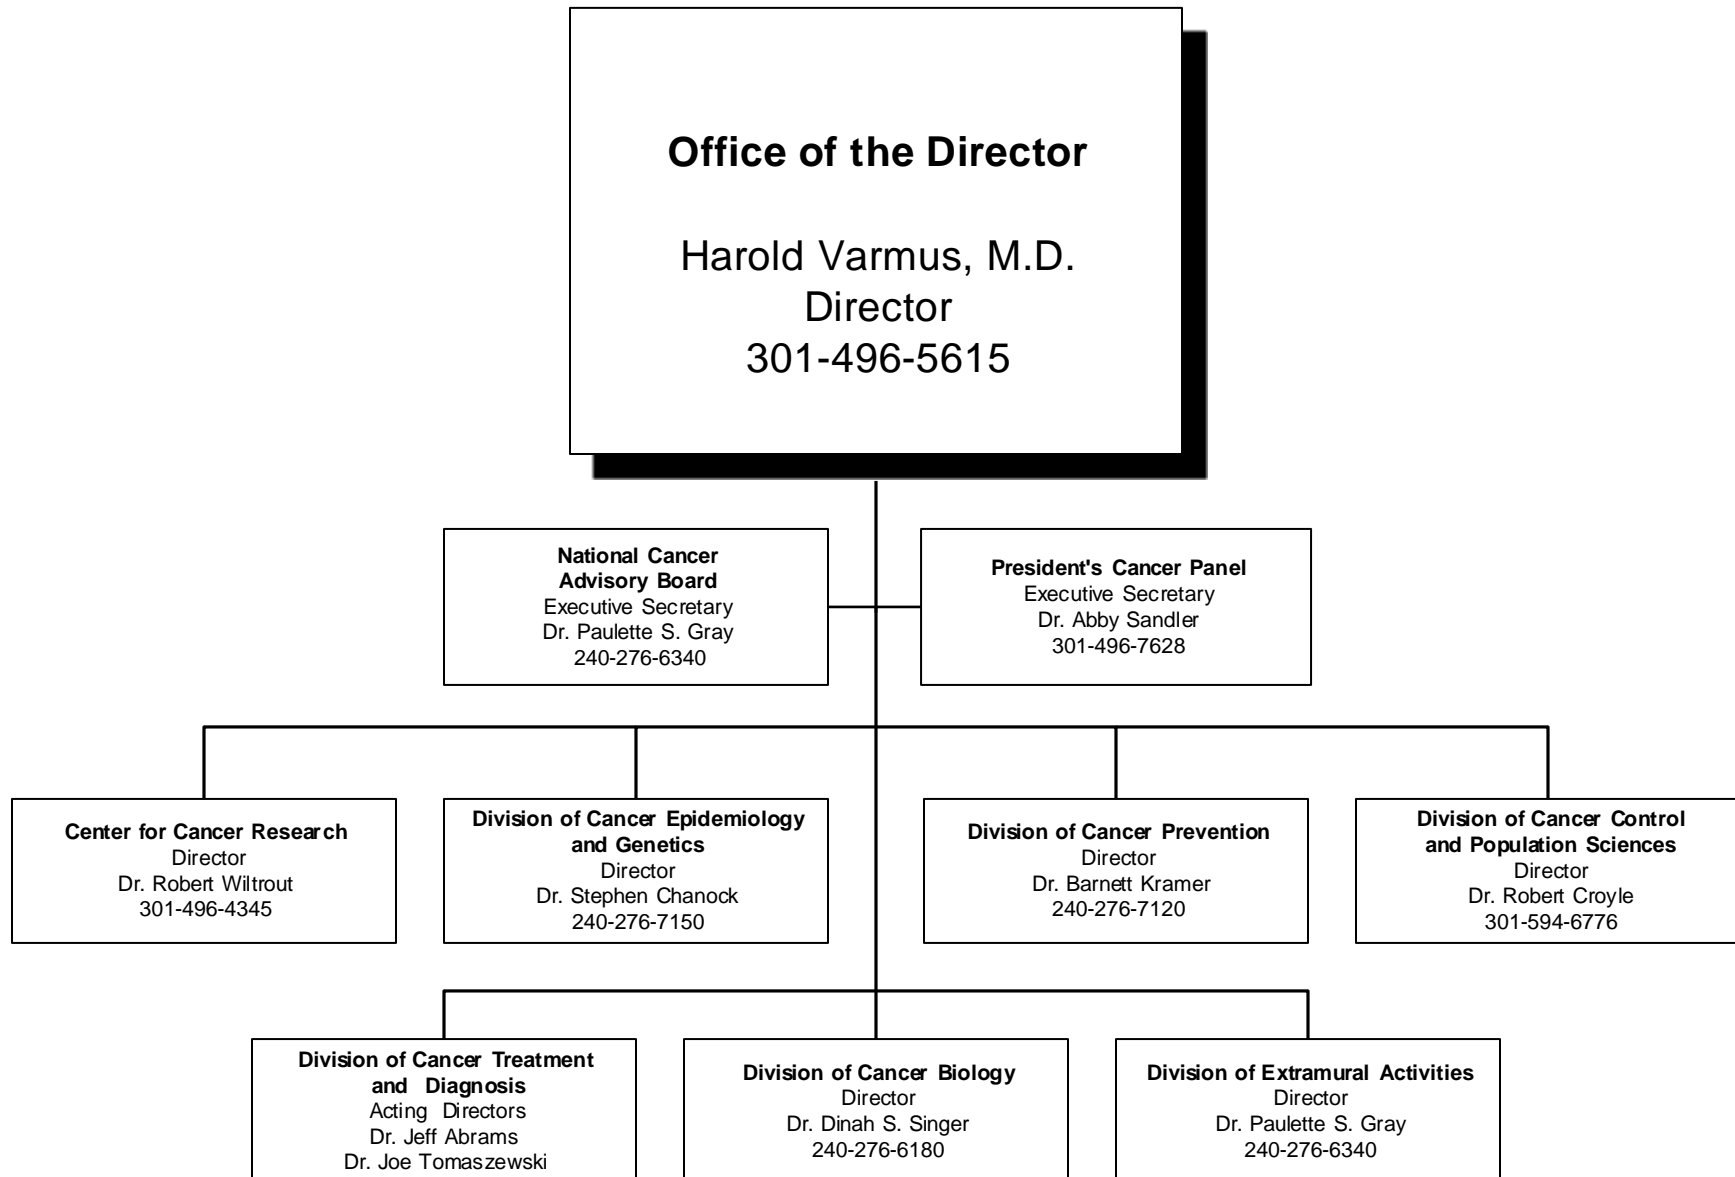 Office of the Director
Harold Varmus, M.D.
Director
301-496-5615
National Cancer
Advisory Board
Executive Secretary
Dr. Paulette S. Gray
240-276-6340
President's Cancer Panel
Executive Secretary
Dr. Abby Sandler
301-496-7628
Center for Cancer Research
Director
Dr. Robert Wiltrout
301-496-4345
Division of Cancer Epidemiology
and Genetics
Director
Dr. Stephen Chanock
240-276-7150
Division of Cancer Prevention
Director
Dr. Barnett Kramer
240-276-7120
Division of Cancer Control
and Population Sciences
Director
Dr. Robert Croyle
301-594-6776
Division of Cancer Treatment
and Diagnosis
Acting Directors
Dr. Jeff Abrams
Dr. Joe Tomaszewski
Division of Cancer Biology
Director
Dr. Dinah S. Singer
240-276-6180
Division of Extramural Activities
Director
Dr. Paulette S. Gray
240-276-6340